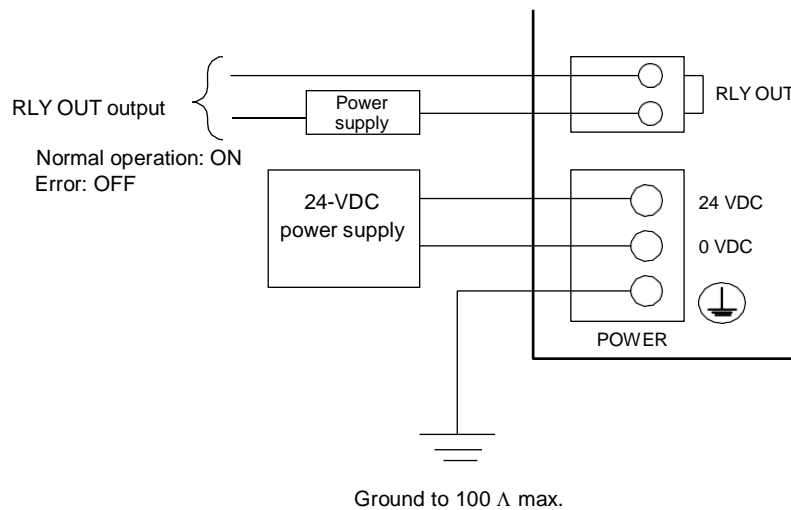 RLY OUT output
Power
supply
RLY OUT
Normal operation: ON
Error: OFF
24-VDC
power supply
24 VDC
0 VDC
POWER
Ground to 100 Λ max.